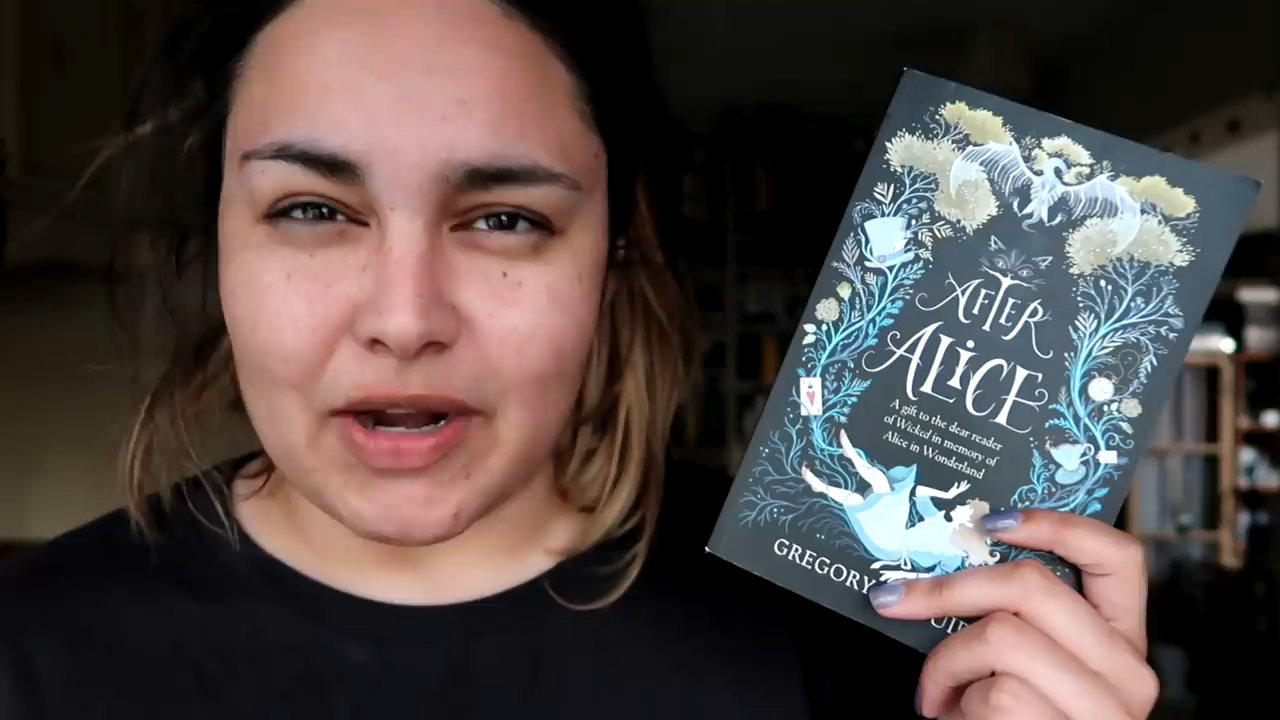 AFTER
ALiCE
A gift to the dear reader
of Wicked in memory of
Alice in Wonderland
GREGORY